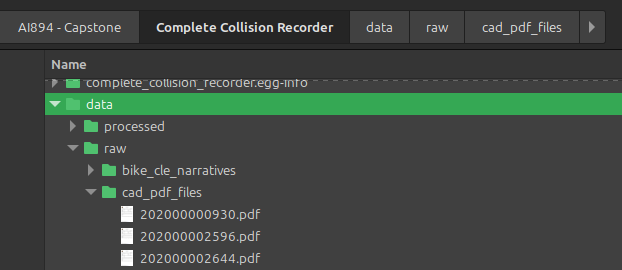 AI894 - Capstone Complete Collision Recorder data raw cad_pdf_files
Name
complete_collision_recorder.egg-info
data
processed
raw
bike_cle_narratives
cad_pdf_files
202000000930.pdf
202000002596.pdf
202000002644.pdf